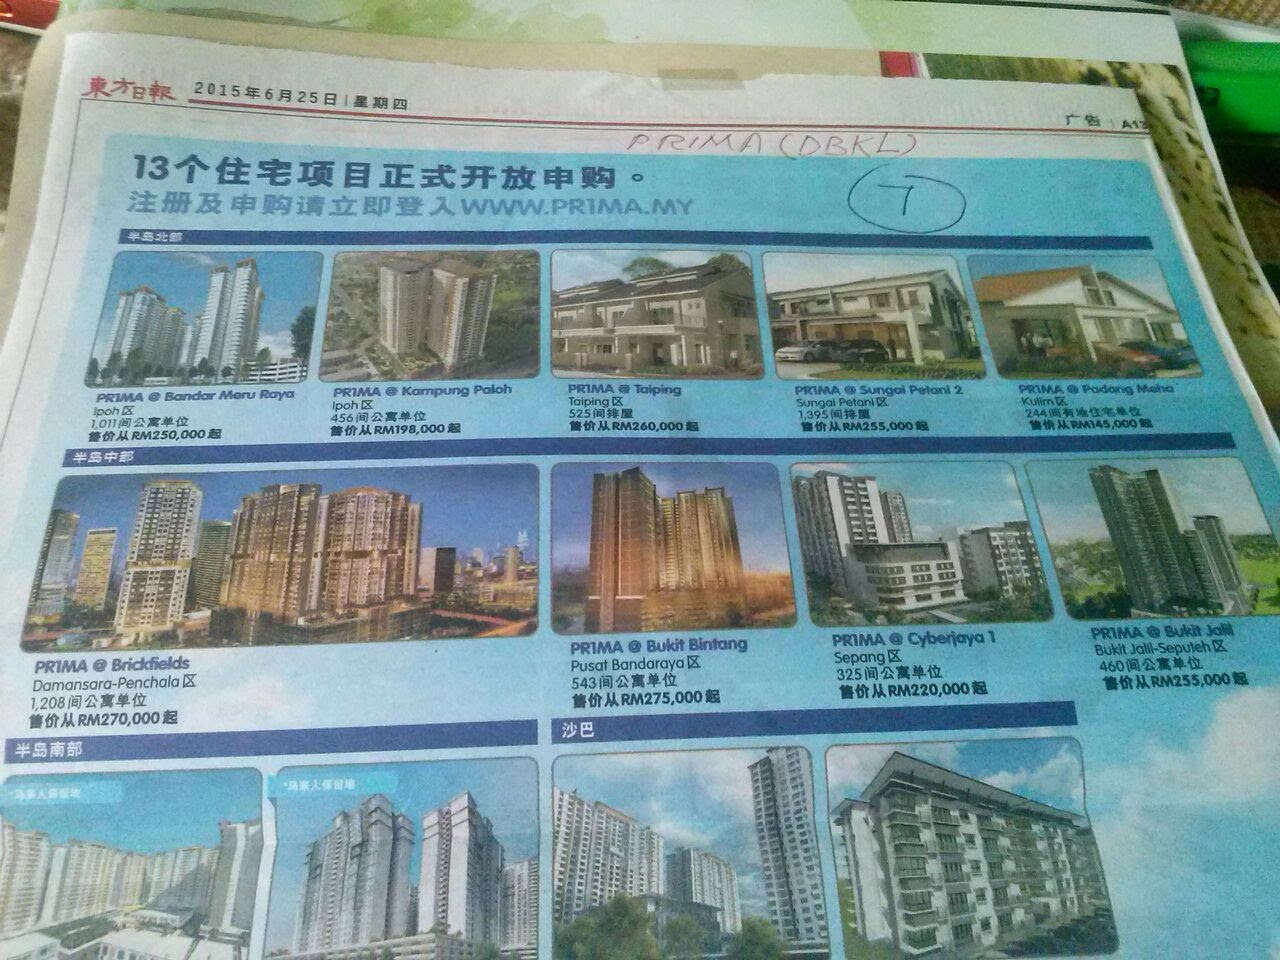 東方日報
2015年6月25日 | 星期四
广告 | A13
PRIMA (DBKL)
7
13个住宅项目正式开放申购。
注册及申购请立即登入WWW.PR1MA.MY
半岛北部
PR1MA @ Bandar Meru Raya
Ipoh区
1,011间公寓单位
售价从RM250,000起
PR1MA @ Kampung Paloh
Ipoh区
456间公寓单位
售价从RM198,000起
PR1MA @ Taiping
Taiping区
525间排屋
售价从RM260,000起
PR1MA @ Sungai Petani 2
Sungai Petani区
1,395间排屋
售价从RM255,000起
PR1MA @ Padang Meha
Kulim区
244间有地住宅单位
售价从RM145,000起
半岛中部
PR1MA @ Brickfields
Damansara-Penchala区
1,208间公寓单位
售价从RM270,000起
PR1MA @ Bukit Bintang
Pusat Bandaraya区
543间公寓单位
售价从RM275,000起
PR1MA @ Cyberjaya 1
Sepang区
325间公寓单位
售价从RM220,000起
PR1MA @ Bukit Jalil
Bukit Jalil-Seputeh区
460间公寓单位
售价从RM255,000起
半岛南部
沙巴
*马来人保留地
*马来人保留地